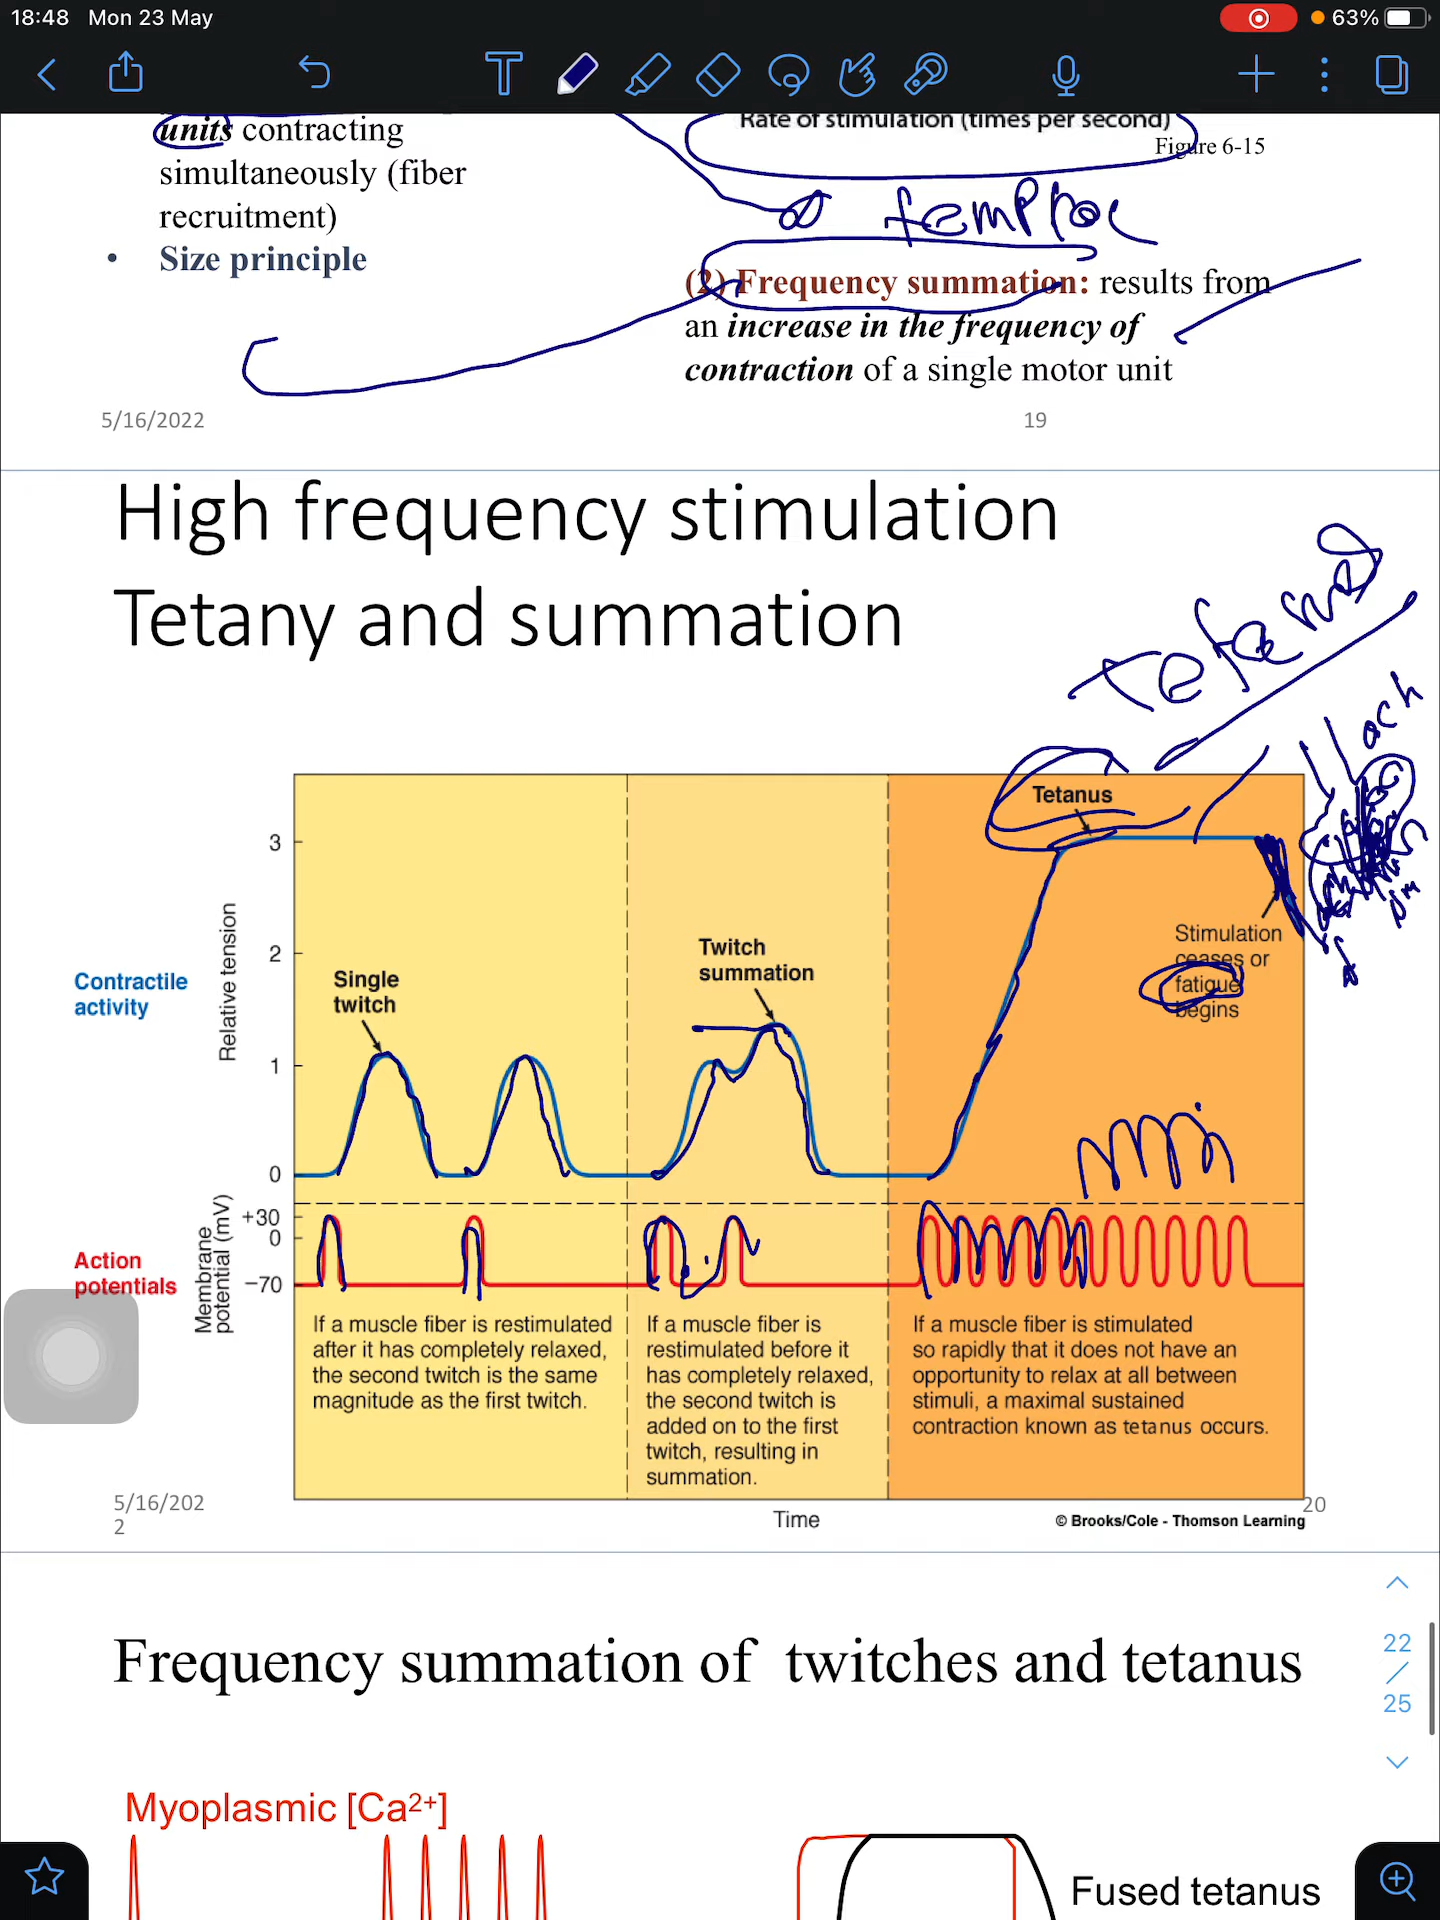 18:48 Mon 23 May
63%
units contracting
simultaneously (fiber
recruitment)
• Size principle
Rate of stimulation (times per second)
Figure 6-15
(2) Frequency summation: results from
an increase in the frequency of
contraction of a single motor unit
5/16/2022
19
High frequency stimulation
Tetany and summation
Contractile
activity
Relative tension
3
2
1
0
Single
twitch
Twitch
summation
Tetanus
Stimulation
ceases or
fatigue
begins
ach
Action
potentials
Membrane
potential (mV)
+30
0
−70
If a muscle fiber is restimulated
after it has completely relaxed,
the second twitch is the same
magnitude as the first twitch.
If a muscle fiber is
restimulated before it
has completely relaxed,
the second twitch is
added on to the first
twitch, resulting in
summation.
If a muscle fiber is stimulated
so rapidly that it does not have an
opportunity to relax at all between
stimuli, a maximal sustained
contraction known as tetanus occurs.
5/16/202
2
Time
© Brooks/Cole - Thomson Learning
20
Frequency summation of twitches and tetanus
22
/
25
Myoplasmic [Ca²⁺]
Fused tetanus